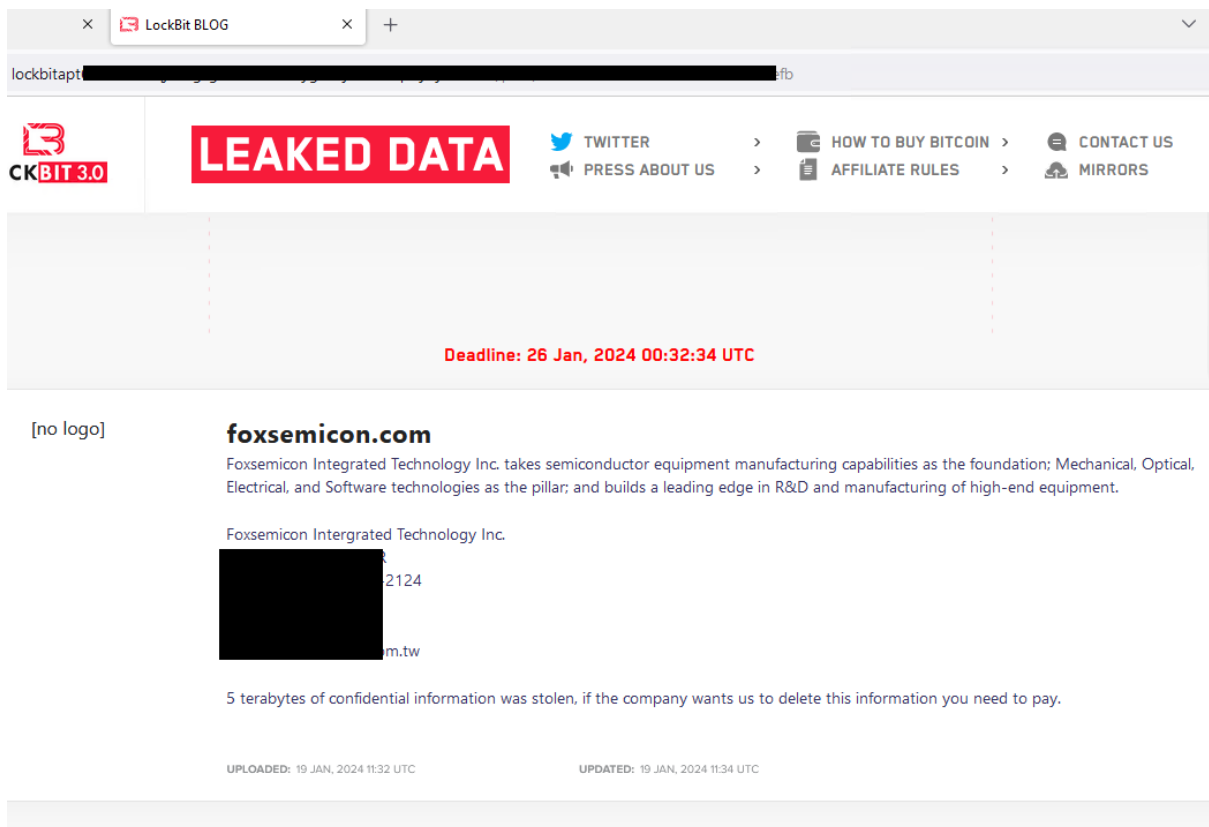 LockBit BLOG
lockbitapt
efb
CKBIT 3.0
LEAKED DATA
TWITTER
PRESS ABOUT US
HOW TO BUY BITCOIN
AFFILIATE RULES
CONTACT US
MIRRORS
Deadline: 26 Jan, 2024 00:32:34 UTC
[no logo]
foxsemicon.com
Foxsemicon Integrated Technology Inc. takes semiconductor equipment manufacturing capabilities as the foundation; Mechanical, Optical,
Electrical, and Software technologies as the pillar; and builds a leading edge in R&D and manufacturing of high-end equipment.
Foxsemicon Intergrated Technology Inc.
-2124
om.tw
5 terabytes of confidential information was stolen, if the company wants us to delete this information you need to pay.
UPLOADED: 19 JAN, 2024 11:32 UTC
UPDATED: 19 JAN, 2024 11:34 UTC